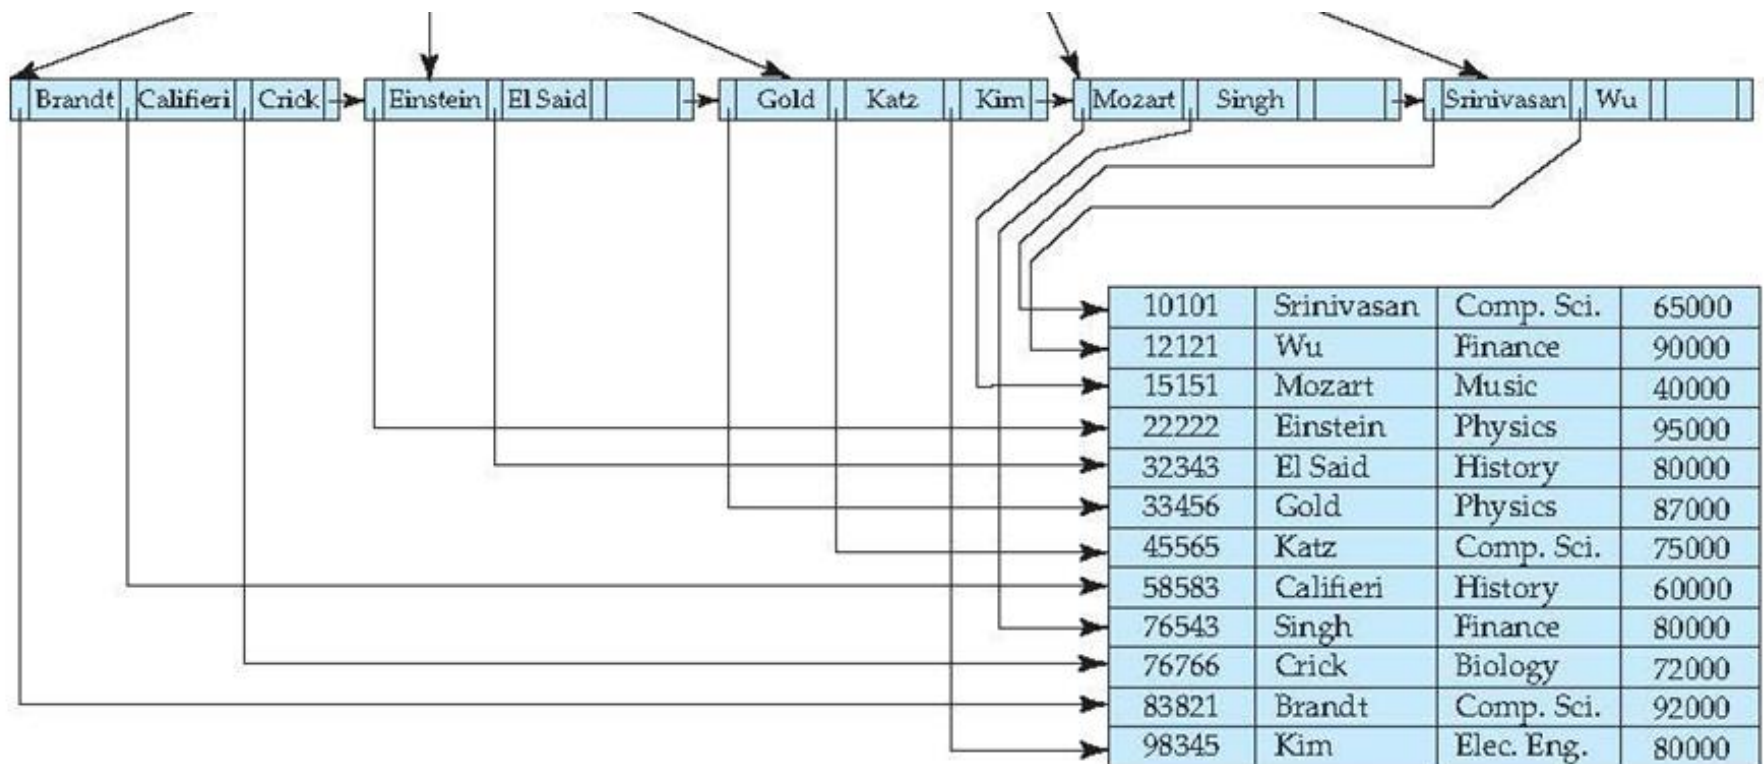 Brandt Califieri Crick Einstein El Said Gold Katz Kim Mozart Singh Srinivasan Wu
10101 Srinivasan Comp. Sci. 65000
12121 Wu Finance 90000
15151 Mozart Music 40000
22222 Einstein Physics 95000
32343 El Said History 80000
33456 Gold Physics 87000
45565 Katz Comp. Sci. 75000
58583 Califieri History 60000
76543 Singh Finance 80000
76766 Crick Biology 72000
83821 Brandt Comp. Sci. 92000
98345 Kim Elec. Eng. 80000